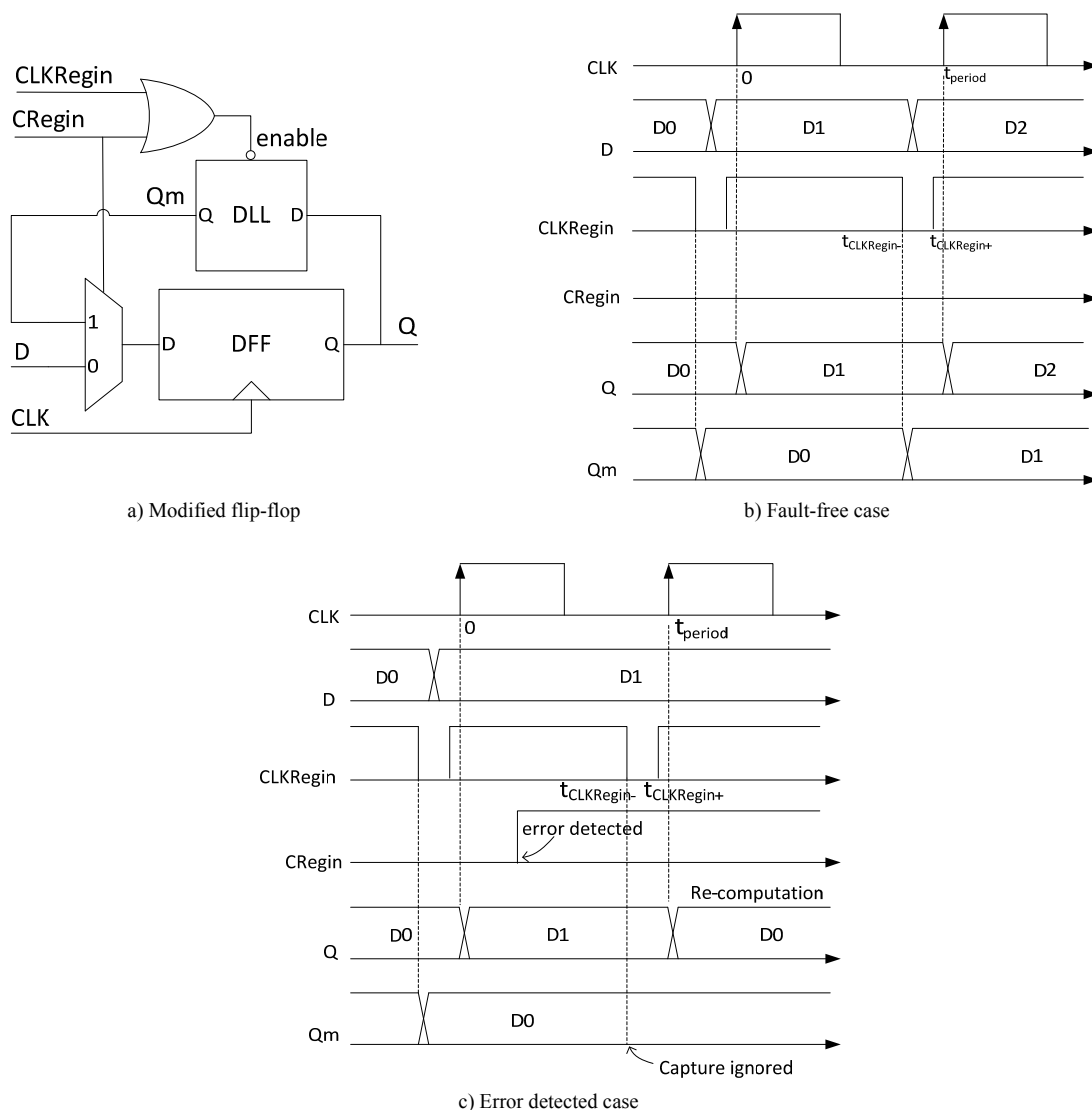 CLKRegin
CRegin
enable
Qm
Q DLL D
1
D
0
D DFF Q
Q
CLK
a) Modified flip-flop
CLK
0
tperiod
D
D0 D1 D2
CLKRegin
tCLKRegin- tCLKRegin+
CRegin
Q
D0 D1 D2
Qm
D0 D1
b) Fault-free case
CLK
0
tperiod
D
D0 D1
CLKRegin
tCLKRegin- tCLKRegin+
error detected
CRegin
Re-computation
Q
D0 D1 D0
Qm
D0
Capture ignored
c) Error detected case